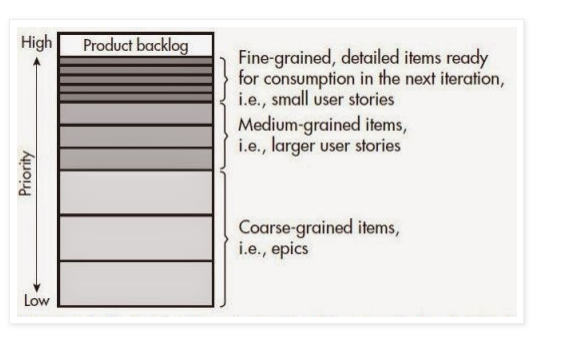 High
Product backlog
Fine-grained, detailed items ready
for consumption in the next iteration,
i.e., small user stories
Medium-grained items,
i.e., larger user stories
Priority
Coarse-grained items,
i.e., epics
Low